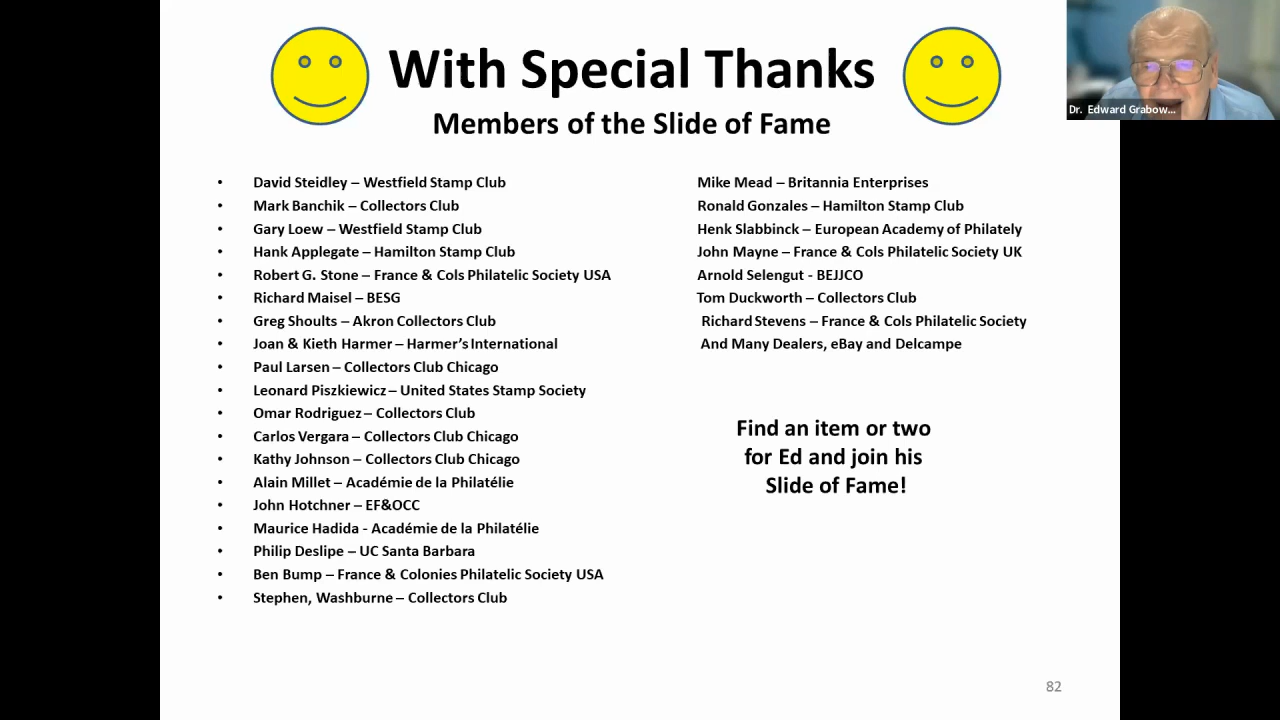 With Special Thanks
Members of the Slide of Fame
Dr. Edward Grabow...
• David Steidley – Westfield Stamp Club
• Mark Banchik – Collectors Club
• Gary Loew – Westfield Stamp Club
• Hank Applegate – Hamilton Stamp Club
• Robert G. Stone – France & Cols Philatelic Society USA
• Richard Maisel – BESG
• Greg Shoults – Akron Collectors Club
• Joan & Kieth Harmer – Harmer’s International
• Paul Larsen – Collectors Club Chicago
• Leonard Piszkiewicz – United States Stamp Society
• Omar Rodriguez – Collectors Club
• Carlos Vergara – Collectors Club Chicago
• Kathy Johnson – Collectors Club Chicago
• Alain Millet – Académie de la Philatélie
• John Hotchner – EF&OCC
• Maurice Hadida - Académie de la Philatélie
• Philip Deslipe – UC Santa Barbara
• Ben Bump – France & Colonies Philatelic Society USA
• Stephen, Washburne – Collectors Club
Mike Mead – Britannia Enterprises
Ronald Gonzales – Hamilton Stamp Club
Henk Slabbinck – European Academy of Philately
John Mayne – France & Cols Philatelic Society UK
Arnold Selengut - BEJJCO
Tom Duckworth – Collectors Club
Richard Stevens – France & Cols Philatelic Society
And Many Dealers, eBay and Delcampe
Find an item or two
for Ed and join his
Slide of Fame!
82